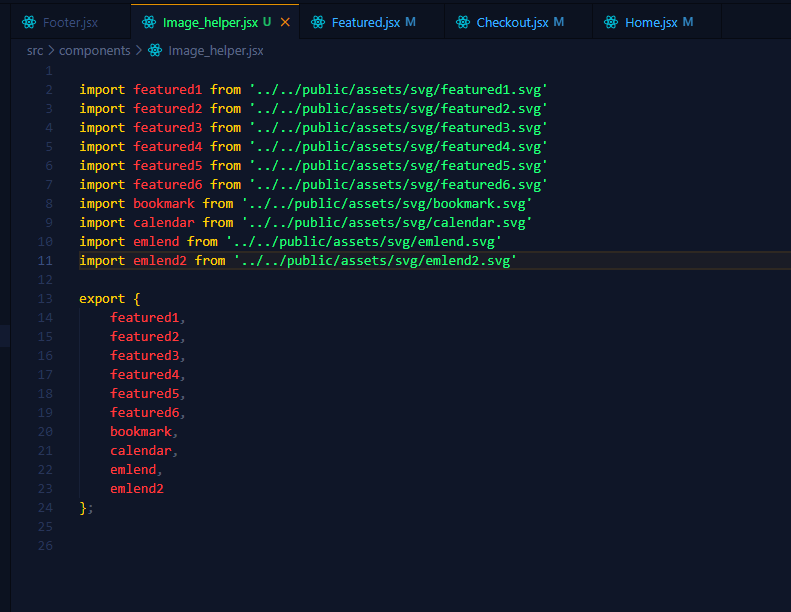 Footer.jsx
Image_helper.jsx U
Featured.jsx M
Checkout.jsx M
Home.jsx M
src > components > Image_helper.jsx
1
2 import featured1 from '../../public/assets/svg/featured1.svg'
3 import featured2 from '../../public/assets/svg/featured2.svg'
4 import featured3 from '../../public/assets/svg/featured3.svg'
5 import featured4 from '../../public/assets/svg/featured4.svg'
6 import featured5 from '../../public/assets/svg/featured5.svg'
7 import featured6 from '../../public/assets/svg/featured6.svg'
8 import bookmark from '../../public/assets/svg/bookmark.svg'
9 import calendar from '../../public/assets/svg/calendar.svg'
10 import emlend from '../../public/assets/svg/emlend.svg'
11 import emlend2 from '../../public/assets/svg/emlend2.svg'
12
13 export {
14 featured1,
15 featured2,
16 featured3,
17 featured4,
18 featured5,
19 featured6,
20 bookmark,
21 calendar,
22 emlend,
23 emlend2
24 };
25
26